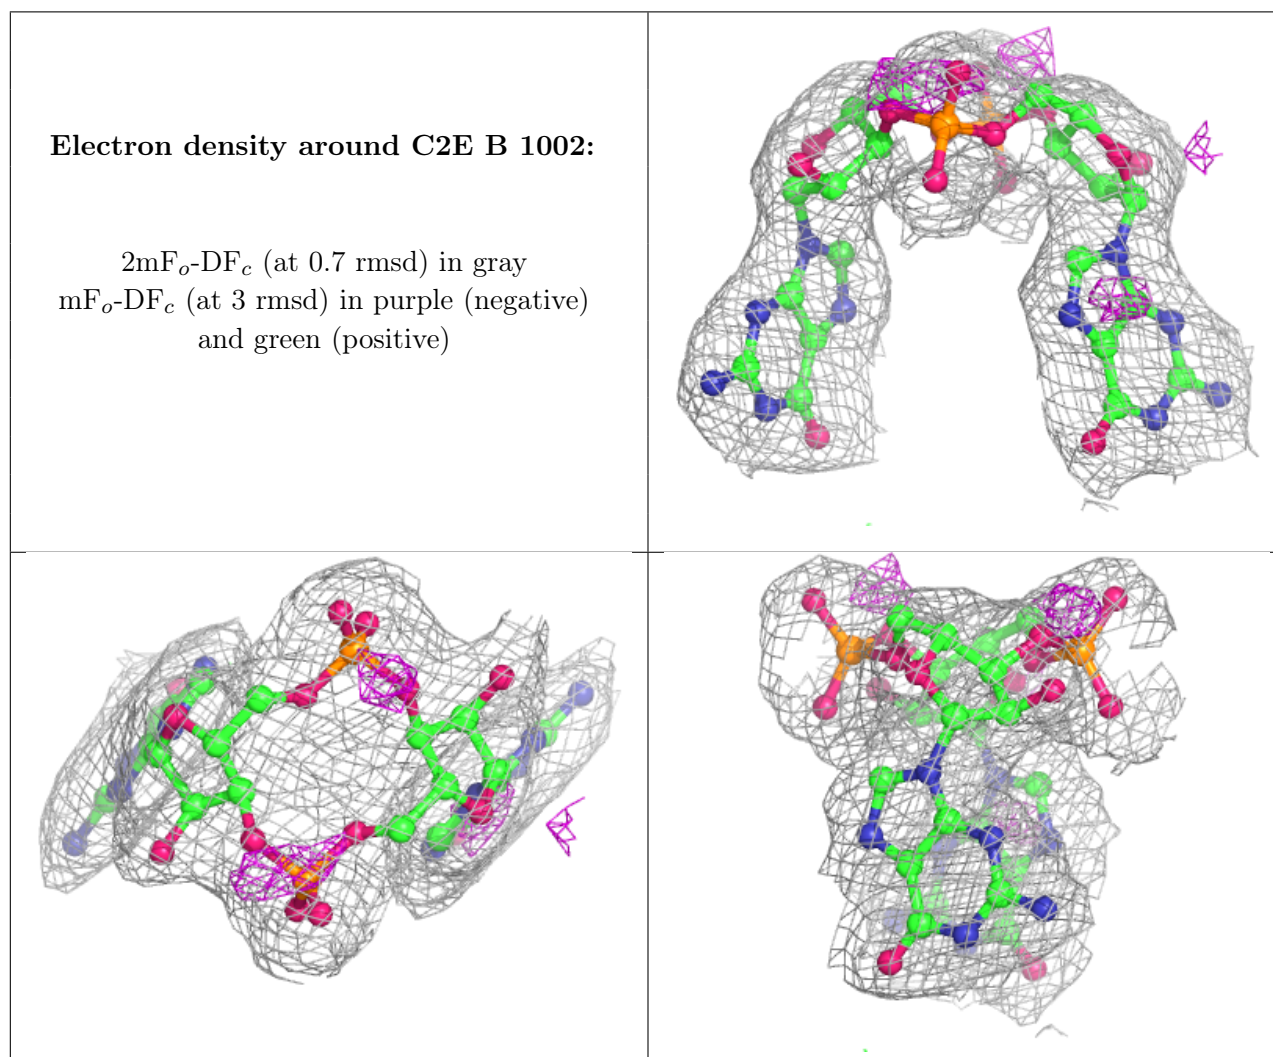 Electron density around C2E B 1002:
2mFo-DFc (at 0.7 rmsd) in gray
mFo-DFc (at 3 rmsd) in purple (negative)
and green (positive)